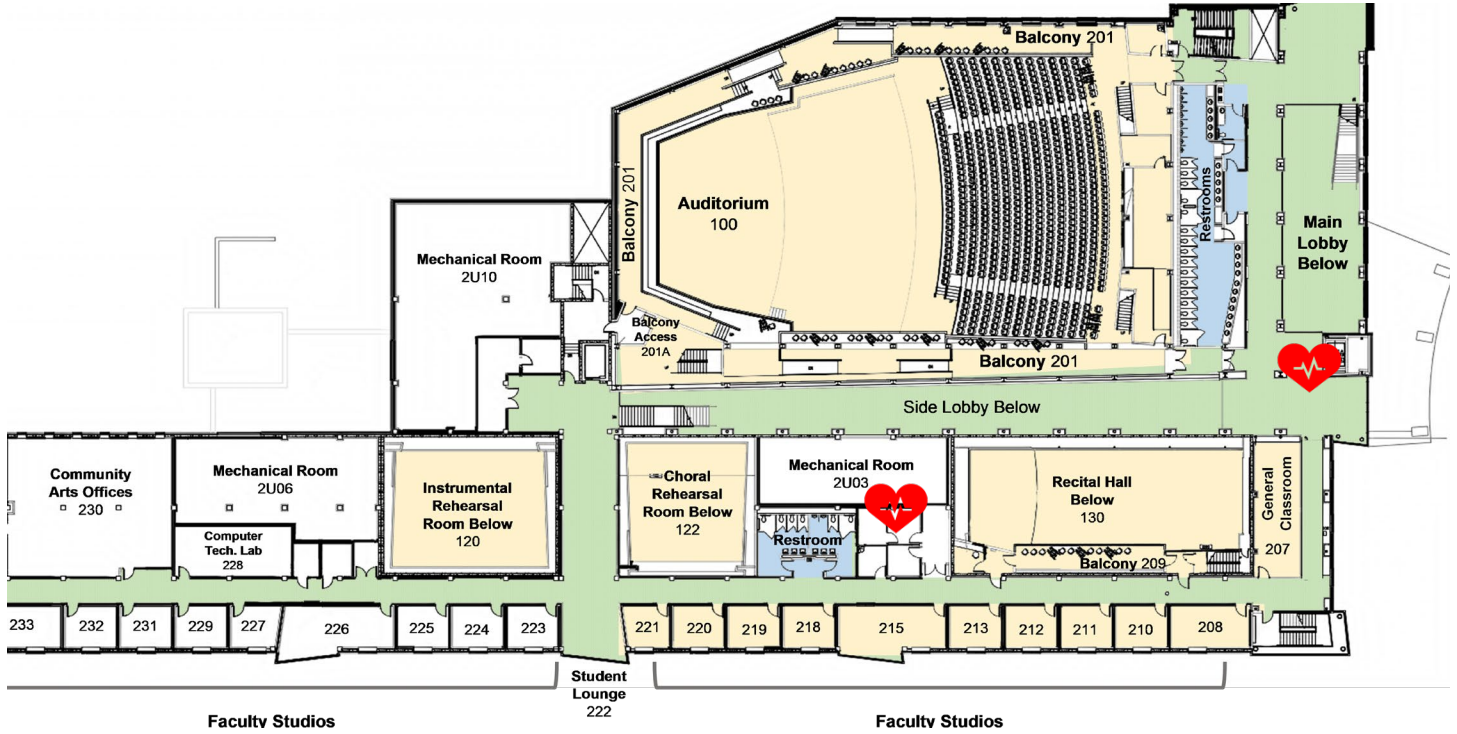 Balcony 201
Balcony 201
Auditorium
100
Restrooms
Main
Lobby
Below
Mechanical Room
2U10
Balcony
Access
201A
Balcony 201
Side Lobby Below
Community
Arts Offices
230
Mechanical Room
2U06
Computer
Tech. Lab
228
Instrumental
Rehearsal
Room Below
120
Choral
Rehearsal
Room Below
122
Mechanical Room
2U03
Restroom
Recital Hall
Below
130
Balcony 209
General
Classroom
207
233
232
231
229
227
226
225
224
223
221
220
219
218
215
213
212
211
210
208
Student
Lounge
222
Faculty Studios
Faculty Studios